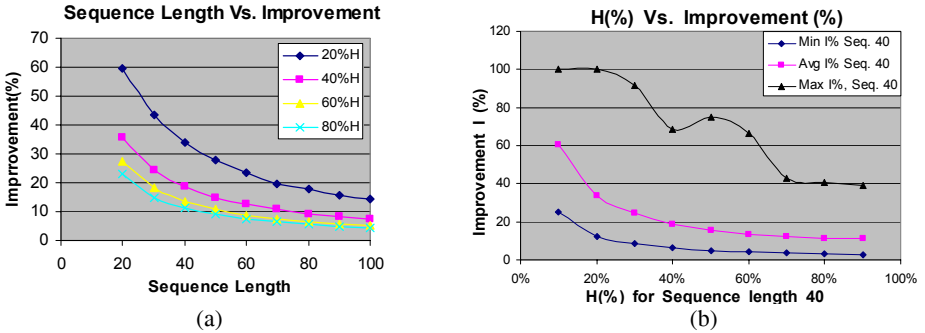 Sequence Length Vs. Improvement
70
60
50
40
30
20
10
0
Improvement(%)
20%H
40%H
60%H
80%H
0 20 40 60 80 100
Sequence Length
(a)
H(%) Vs. Improvement (%)
120
100
80
60
40
20
0
Improvement I (%)
Min I% Seq. 40
Avg I% Seq. 40
Max I%, Seq. 40
0% 20% 40% 60% 80% 100%
H(%) for Sequence length 40
(b)